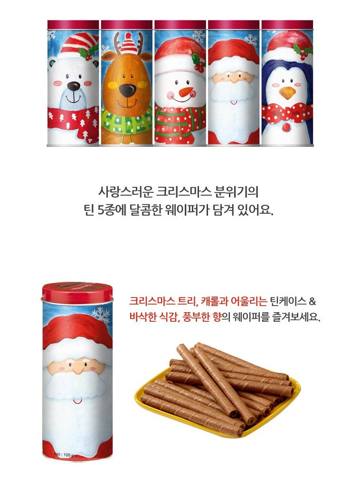 사랑스러운 크리스마스 분위기의
틴 5종에 달콤한 웨이퍼가 담겨 있어요.
크리스마스 트리, 캐롤과 어울리는 틴케이스 &
바삭한 식감, 풍부한 향의 웨이퍼를 즐겨보세요.